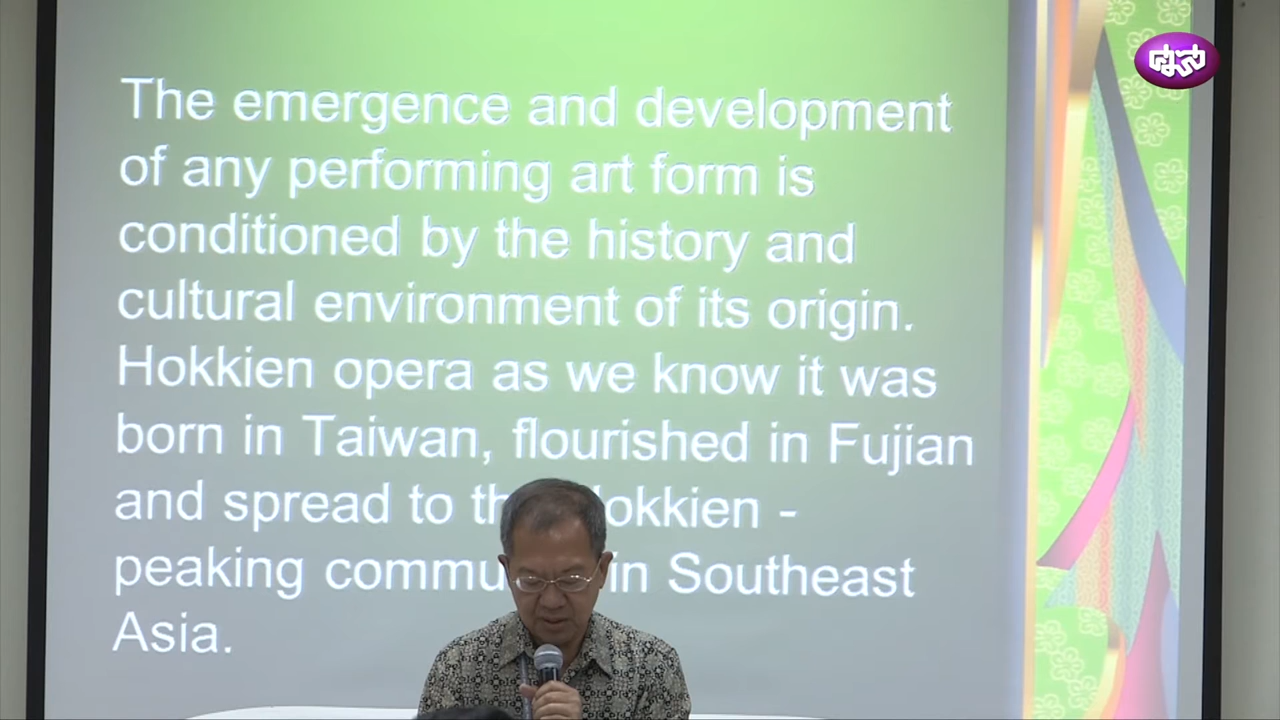 The emergence and development
of any performing art form is
conditioned by the history and
cultural environment of its origin.
Hokkien opera as we know it was
born in Taiwan, flourished in Fujian
and spread to okkien -
peaking in Southeast
Asia.